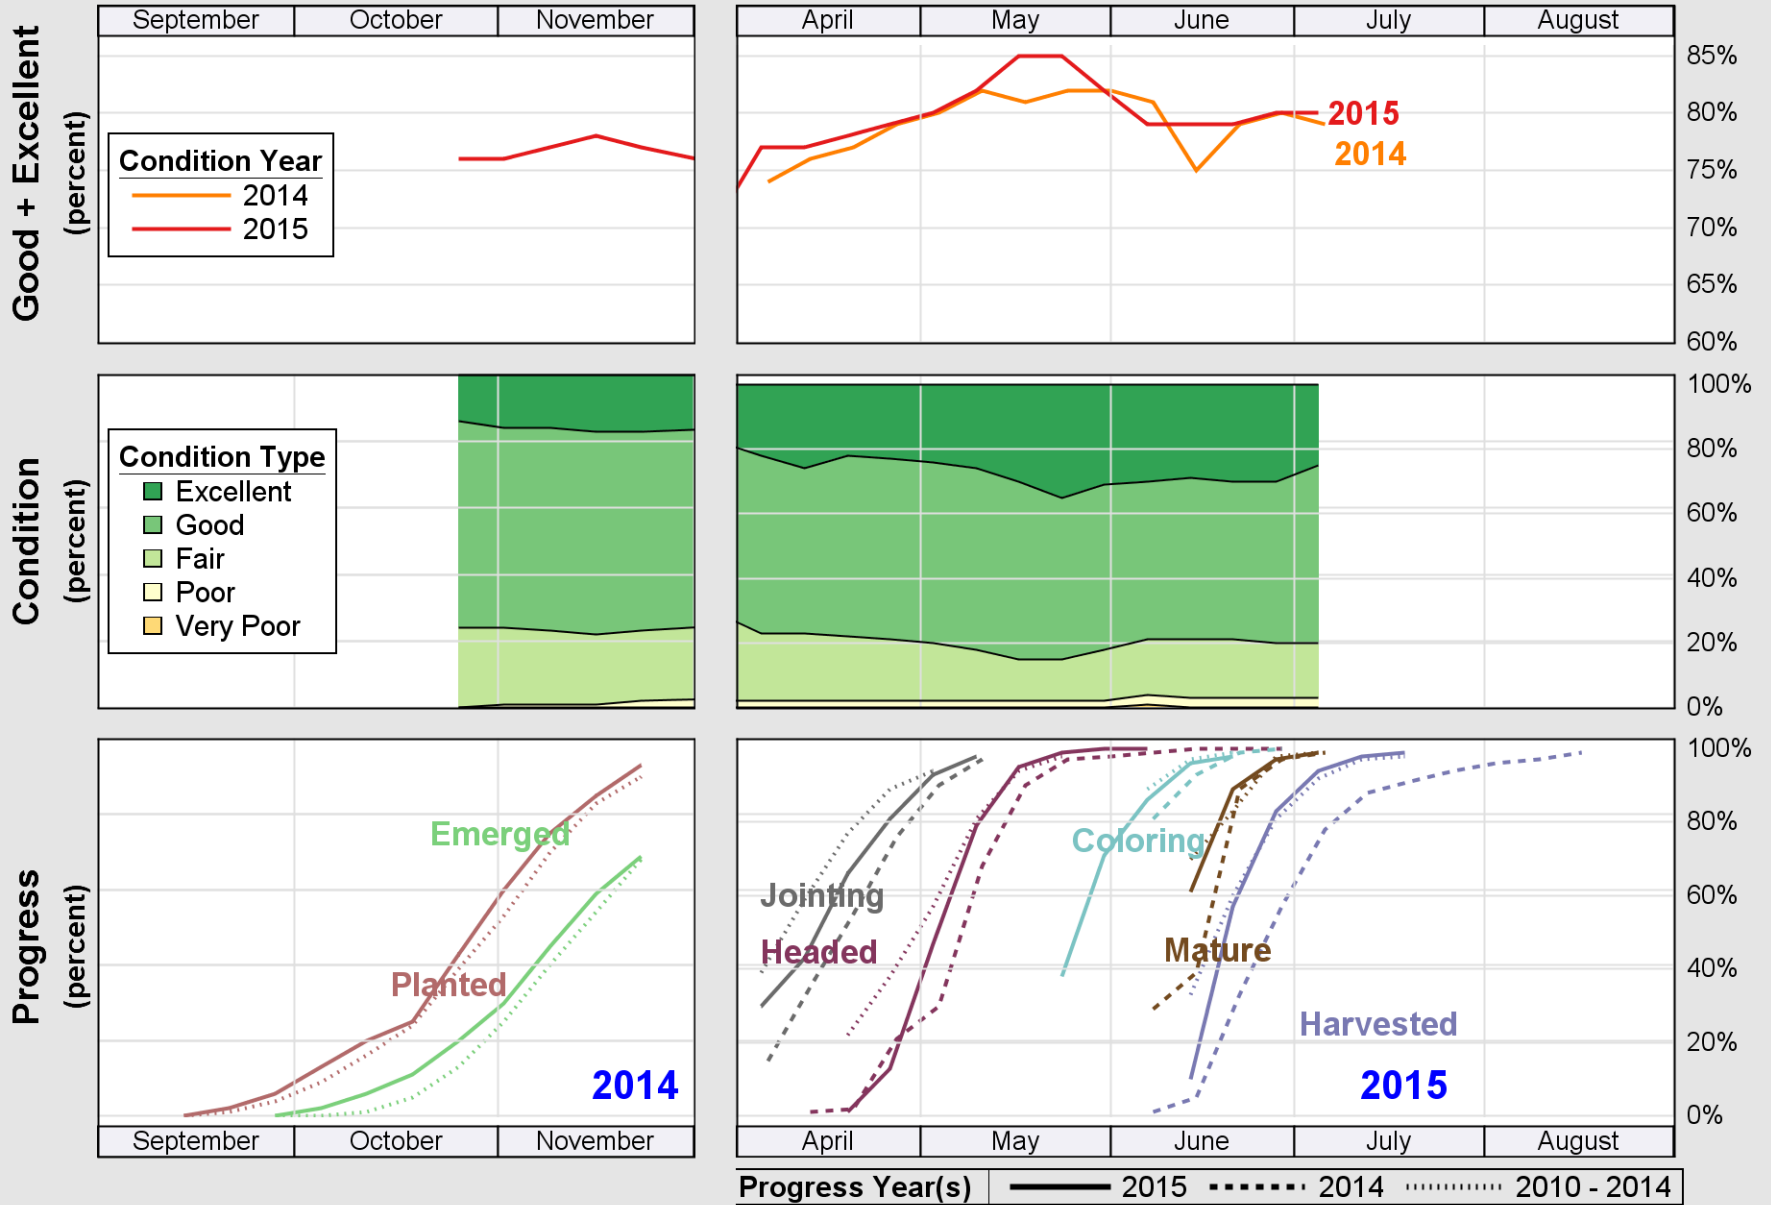 September October November April May June July August
Good + Excellent
(percent)
85%
80%
75%
70%
65%
60%
Condition Year
2014
2015
2015
2014
Condition
(percent)
100%
80%
60%
40%
20%
0%
Condition Type
Excellent
Good
Fair
Poor
Very Poor
Progress
(percent)
100%
80%
60%
40%
20%
0%
Emerged
Planted
2014
Coloring
Jointing
Headed
Mature
Harvested
2015
September October November April May June July August
Progress Year(s) 2015 2014 2010 - 2014